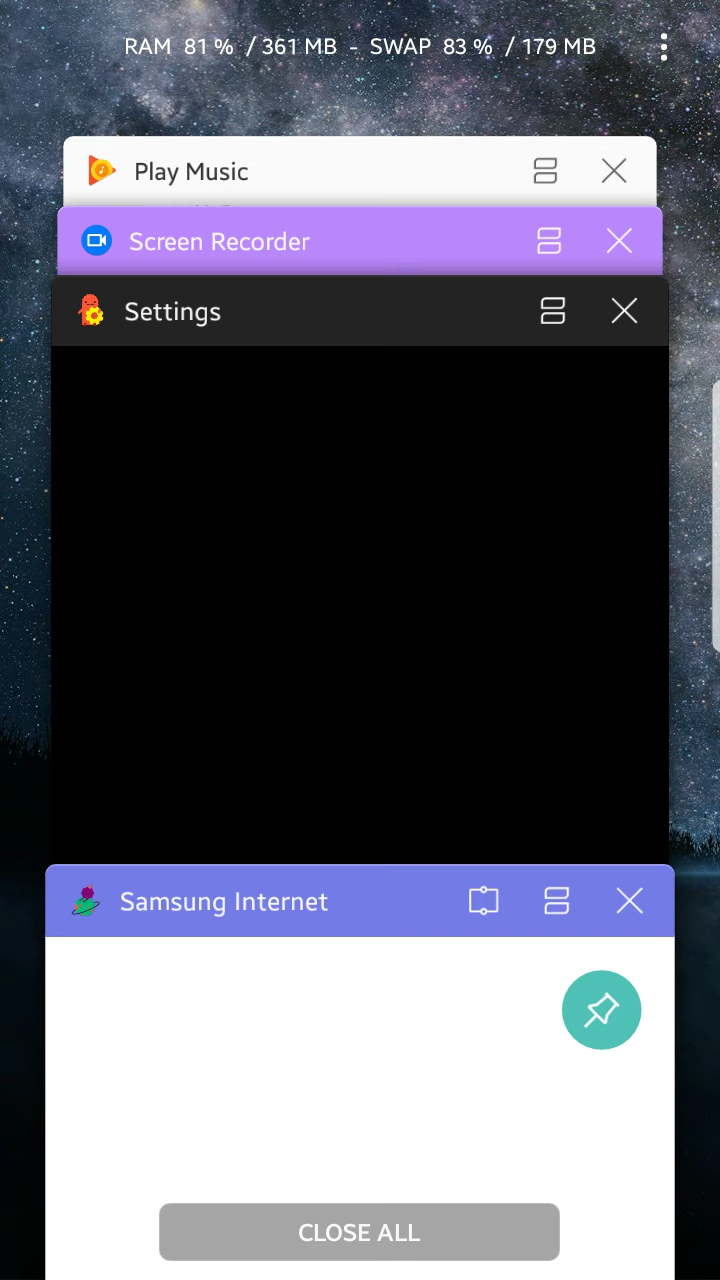 RAM 81 % / 361 MB - SWAP 83 % / 179 MB
Play Music
Screen Recorder
Settings
Samsung Internet
CLOSE ALL